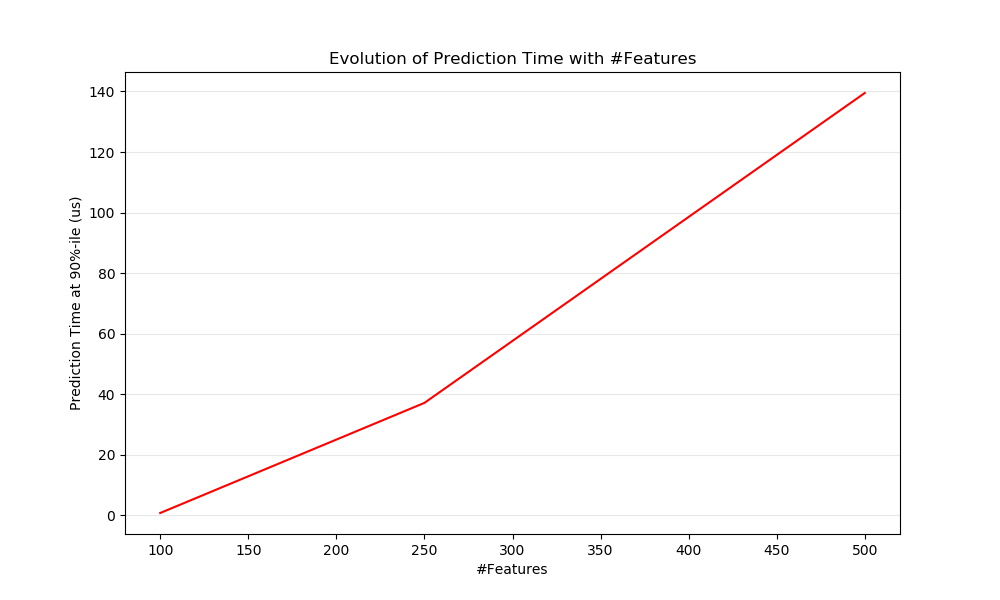 Evolution of Prediction Time with #Features
Prediction Time at 90%-ile (us)
140
120
100
80
60
40
20
0
100 150 200 250 300 350 400 450 500
#Features